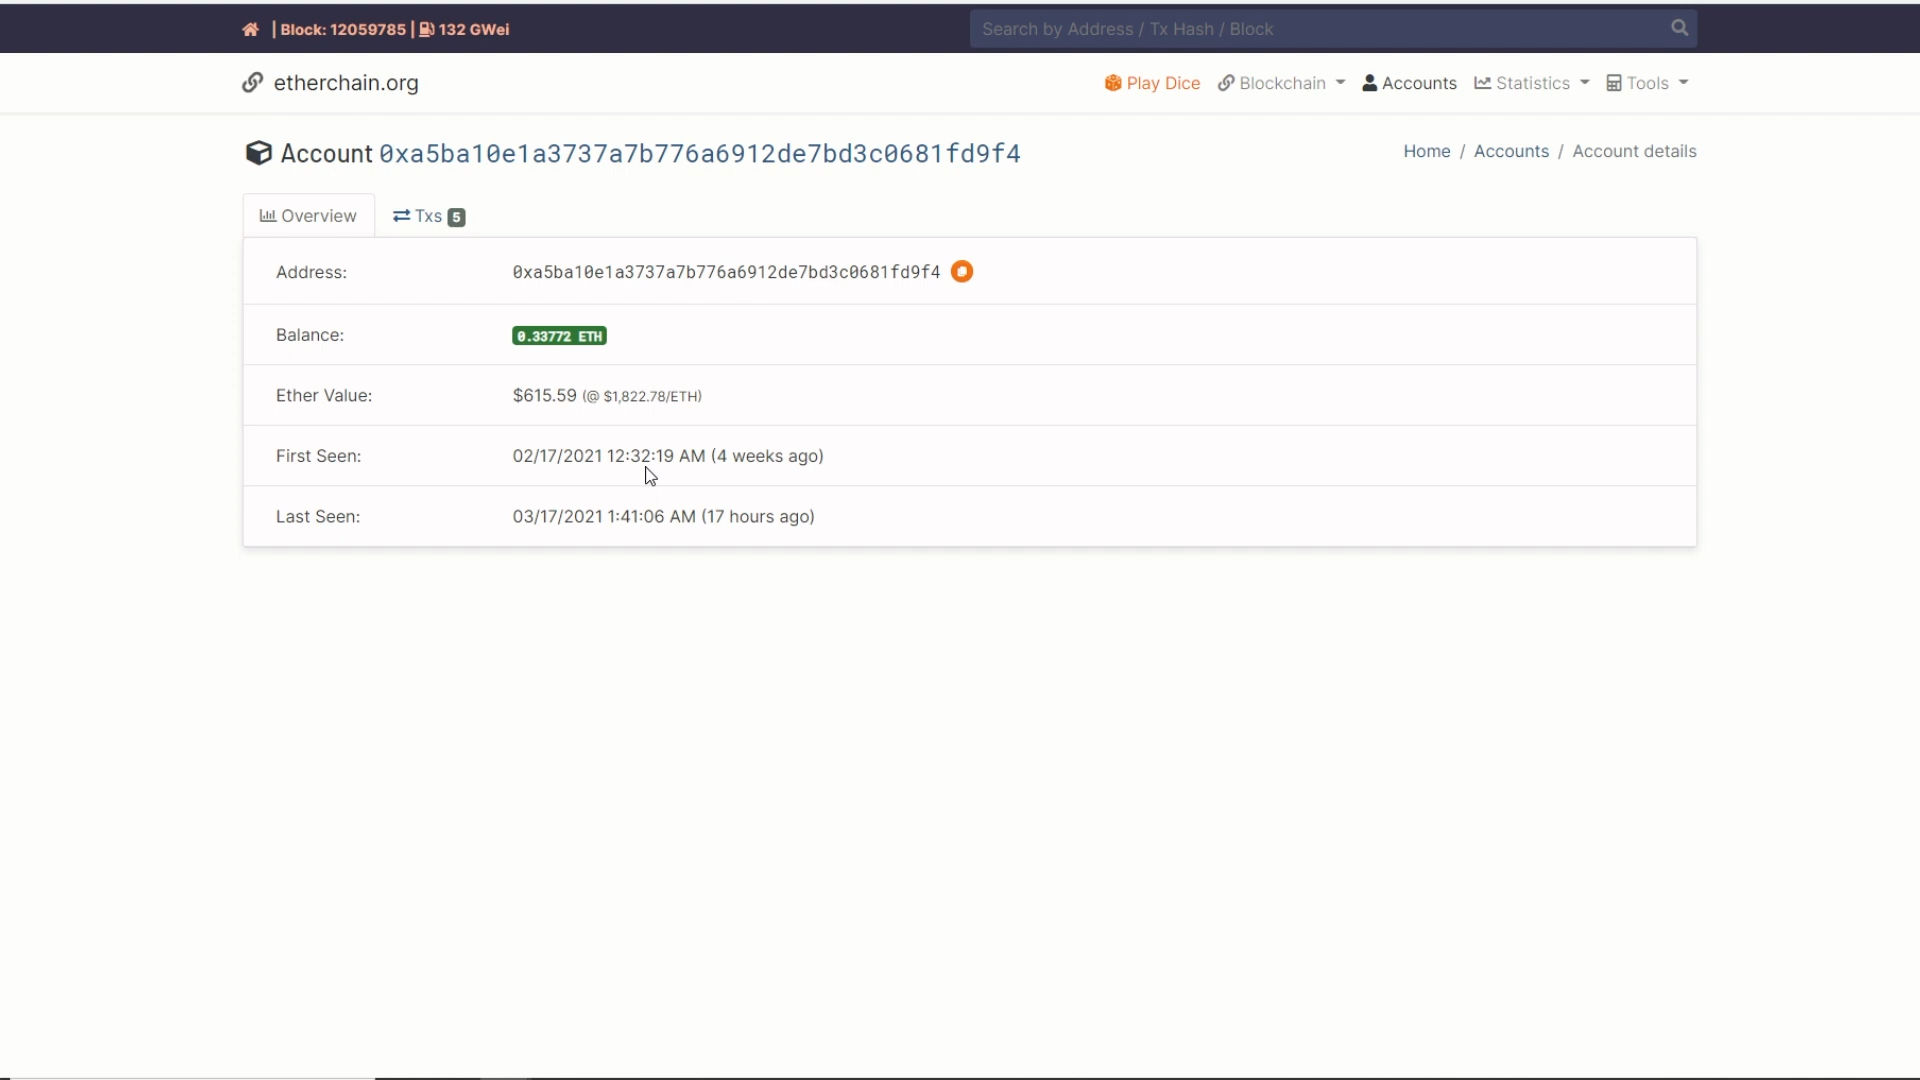 | Block: 12059785 | 132 GWei
Search by Address / Tx Hash / Block
etherchain.org
Play Dice Blockchain Accounts Statistics Tools
Account 0xa5ba10e1a3737a7b776a6912de7bd3c0681fd9f4
Home / Accounts / Account details
Overview Txs 5
Address: 0xa5ba10e1a3737a7b776a6912de7bd3c0681fd9f4
Balance: 0.33772 ETH
Ether Value: $615.59 (@ $1,822.78/ETH)
First Seen: 02/17/2021 12:32:19 AM (4 weeks ago)
Last Seen: 03/17/2021 1:41:06 AM (17 hours ago)